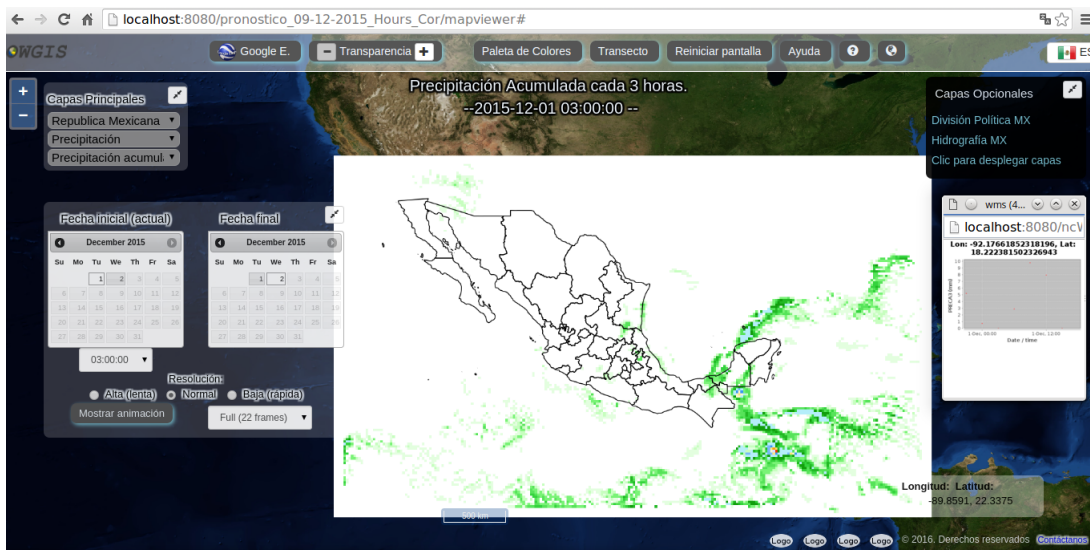 localhost:8080/pronostico_09-12-2015_Hours_Cor/mapviewer#
OWGIS
Google E.
Transparencia
Paleta de Colores
Transecto
Reiniciar pantalla
Ayuda
?
ES
+
−
Capas Principales
Republica Mexicana
Precipitación
Precipitación acumul
Precipitación Acumulada cada 3 horas.
--2015-12-01 03:00:00 --
Capas Opcionales
División Política MX
Hidrografía MX
Clic para desplegar capas
Fecha inicial (actual)
December 2015
Su Mo Tu We Th Fr Sa
1 2 3 4 5
6 7 8 9 10 11 12
13 14 15 16 17 18 19
20 21 22 23 24 25 26
27 28 29 30 31
03:00:00
Fecha final
December 2015
Su Mo Tu We Th Fr Sa
1 2 3 4 5
6 7 8 9 10 11 12
13 14 15 16 17 18 19
20 21 22 23 24 25 26
27 28 29 30 31
Resolución:
Alta (lenta)
Normal
Baja (rápida)
Mostrar animación
Full (22 frames)
wms (4...
localhost:8080/ncW
Lon: -92.17661852318196, Lat:
18.222381502326943
Date / time
Longitud: Latitud:
-89.8591, 22.3375
500 km
Logo
Logo
Logo
Logo
© 2016. Derechos reservados
Contáctanos